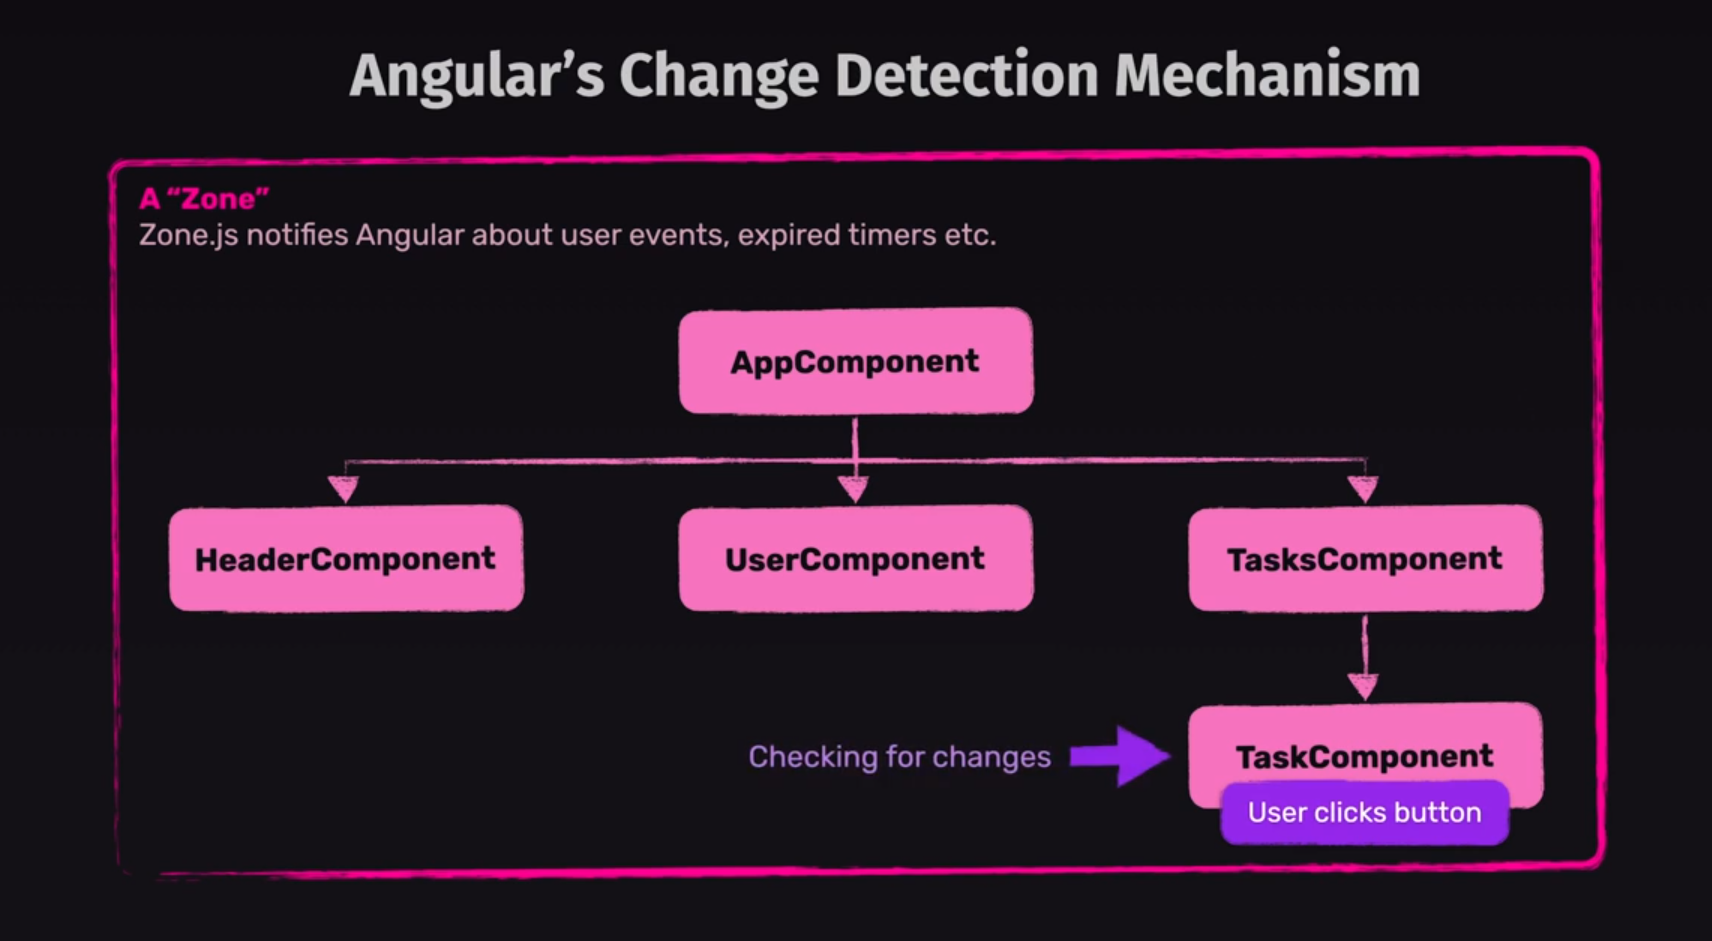 Angular’s Change Detection Mechanism
A “Zone”
Zone.js notifies Angular about user events, expired timers etc.
AppComponent
HeaderComponent
UserComponent
TasksComponent
Checking for changes
TaskComponent
User clicks button